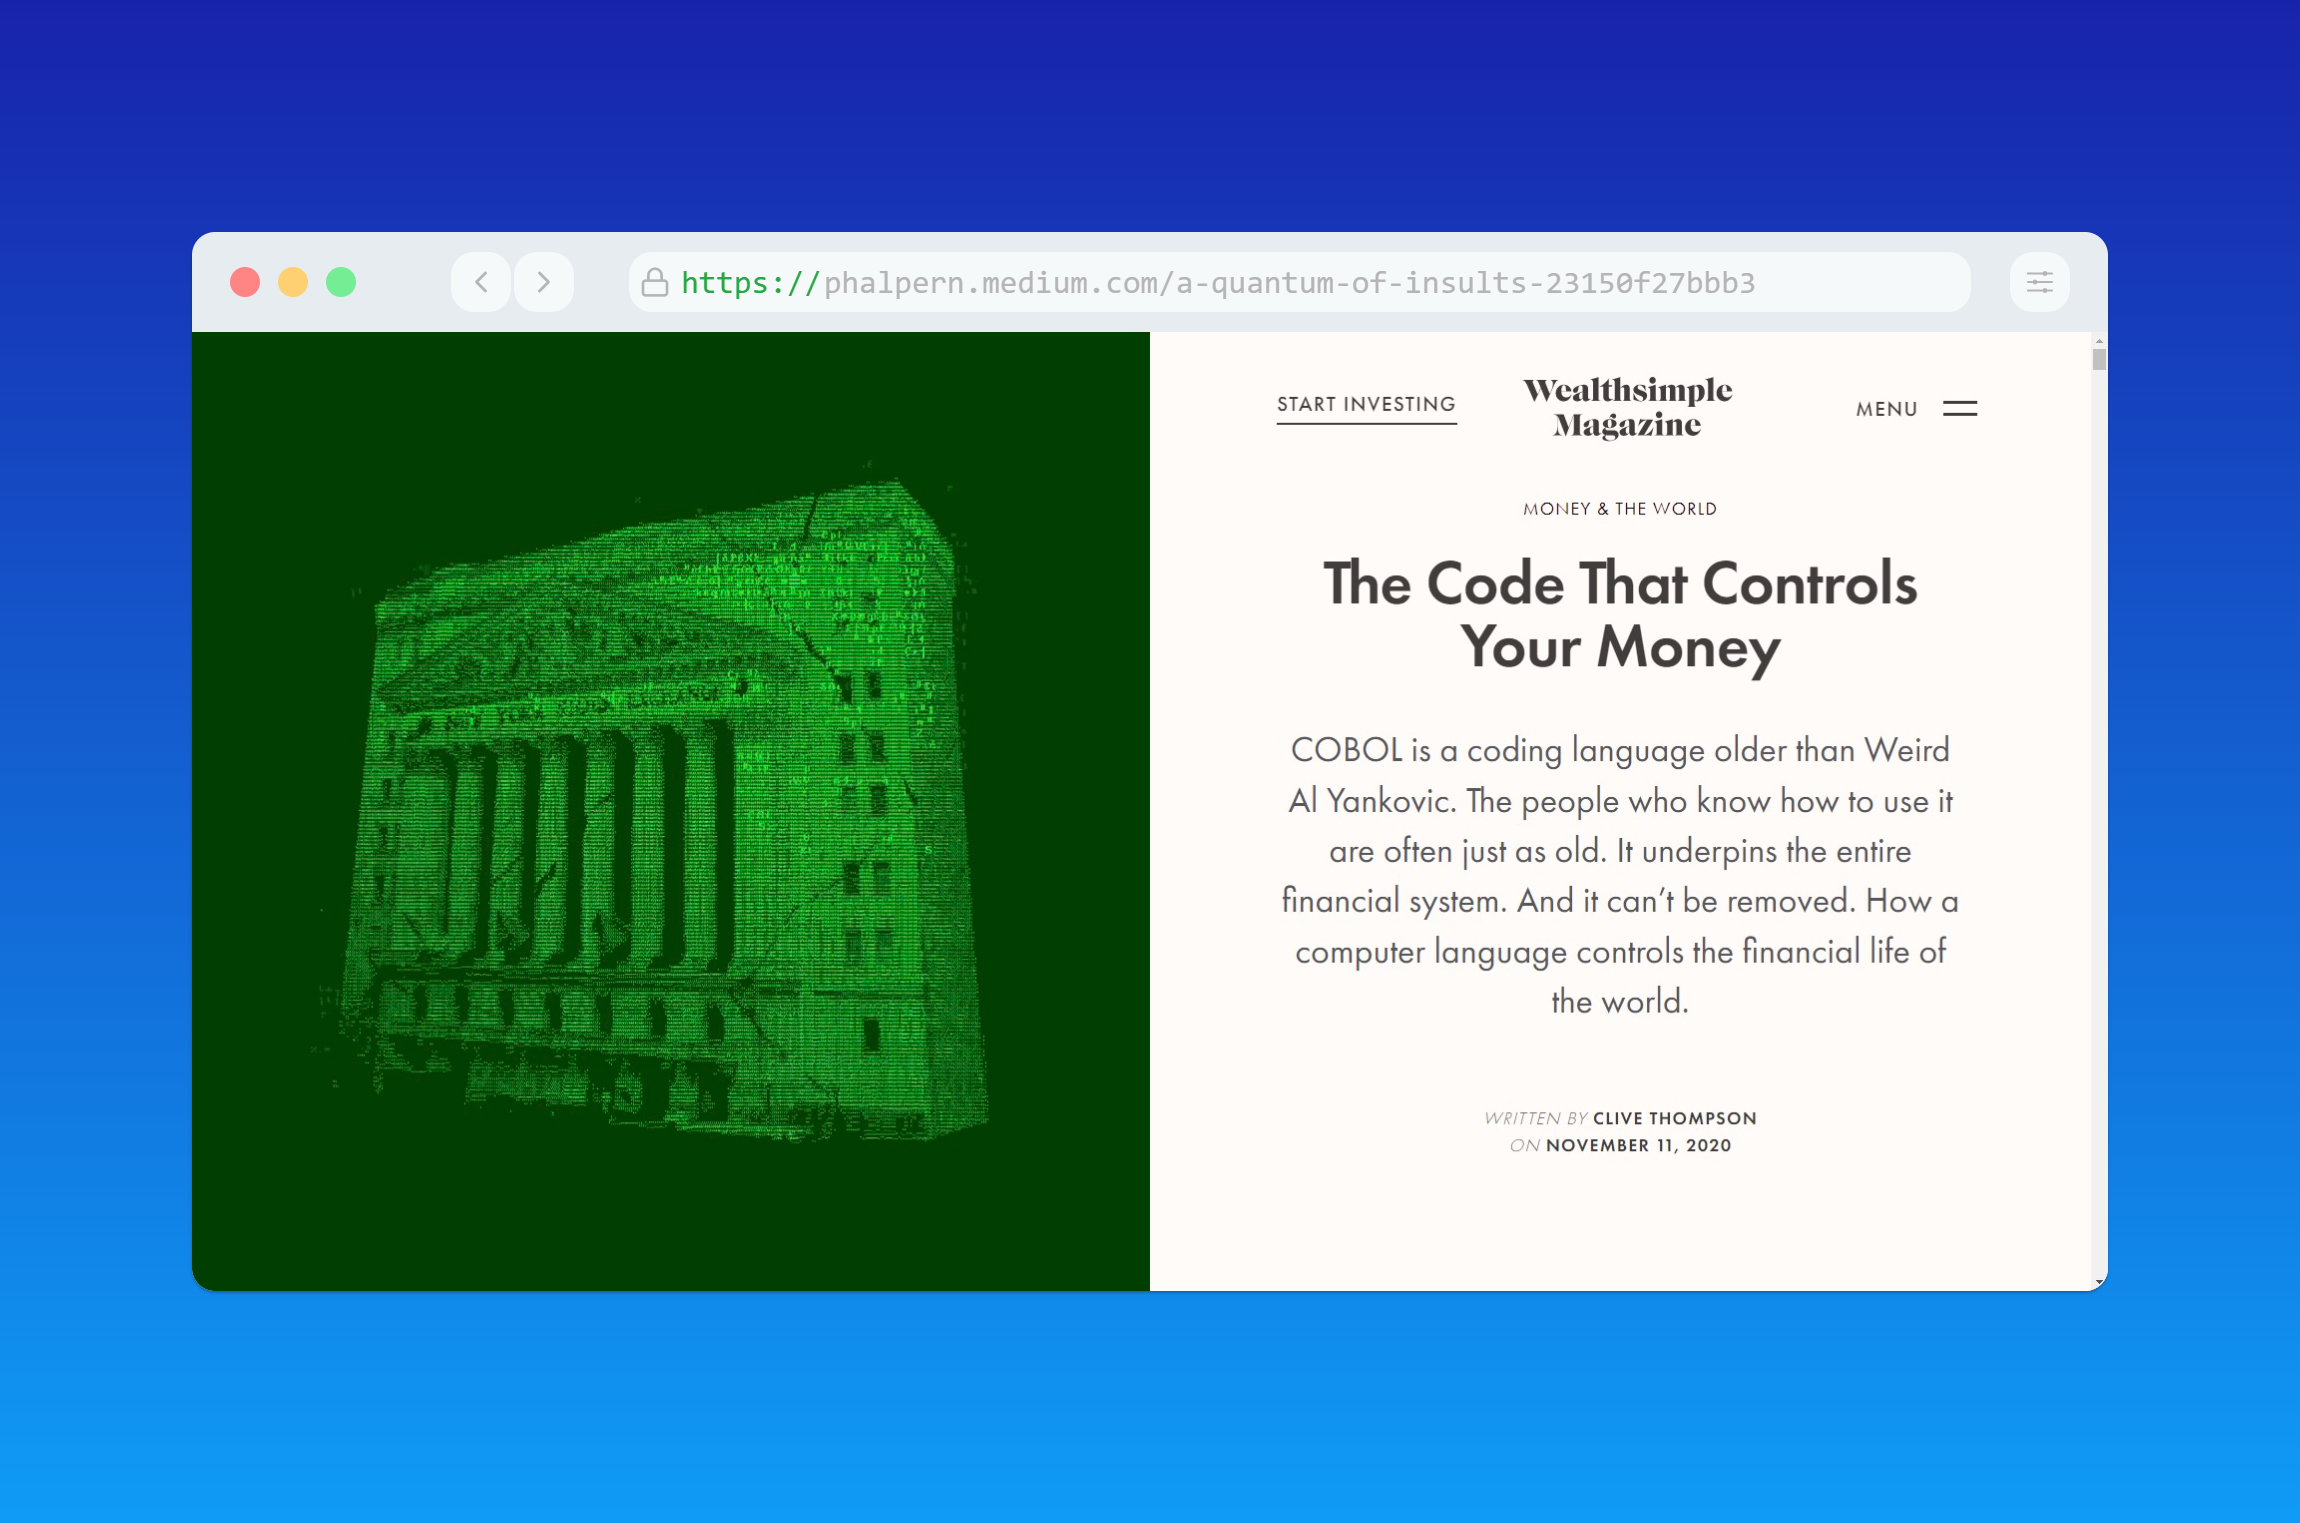 https://phalpern.medium.com/a-quantum-of-insults-23150f27bbb3
START INVESTING
Wealthsimple
Magazine
MENU
MONEY & THE WORLD
The Code That Controls
Your Money
COBOL is a coding language older than Weird
Al Yankovic. The people who know how to use it
are often just as old. It underpins the entire
financial system. And it can’t be removed. How a
computer language controls the financial life of
the world.
WRITTEN BY CLIVE THOMPSON
ON NOVEMBER 11, 2020